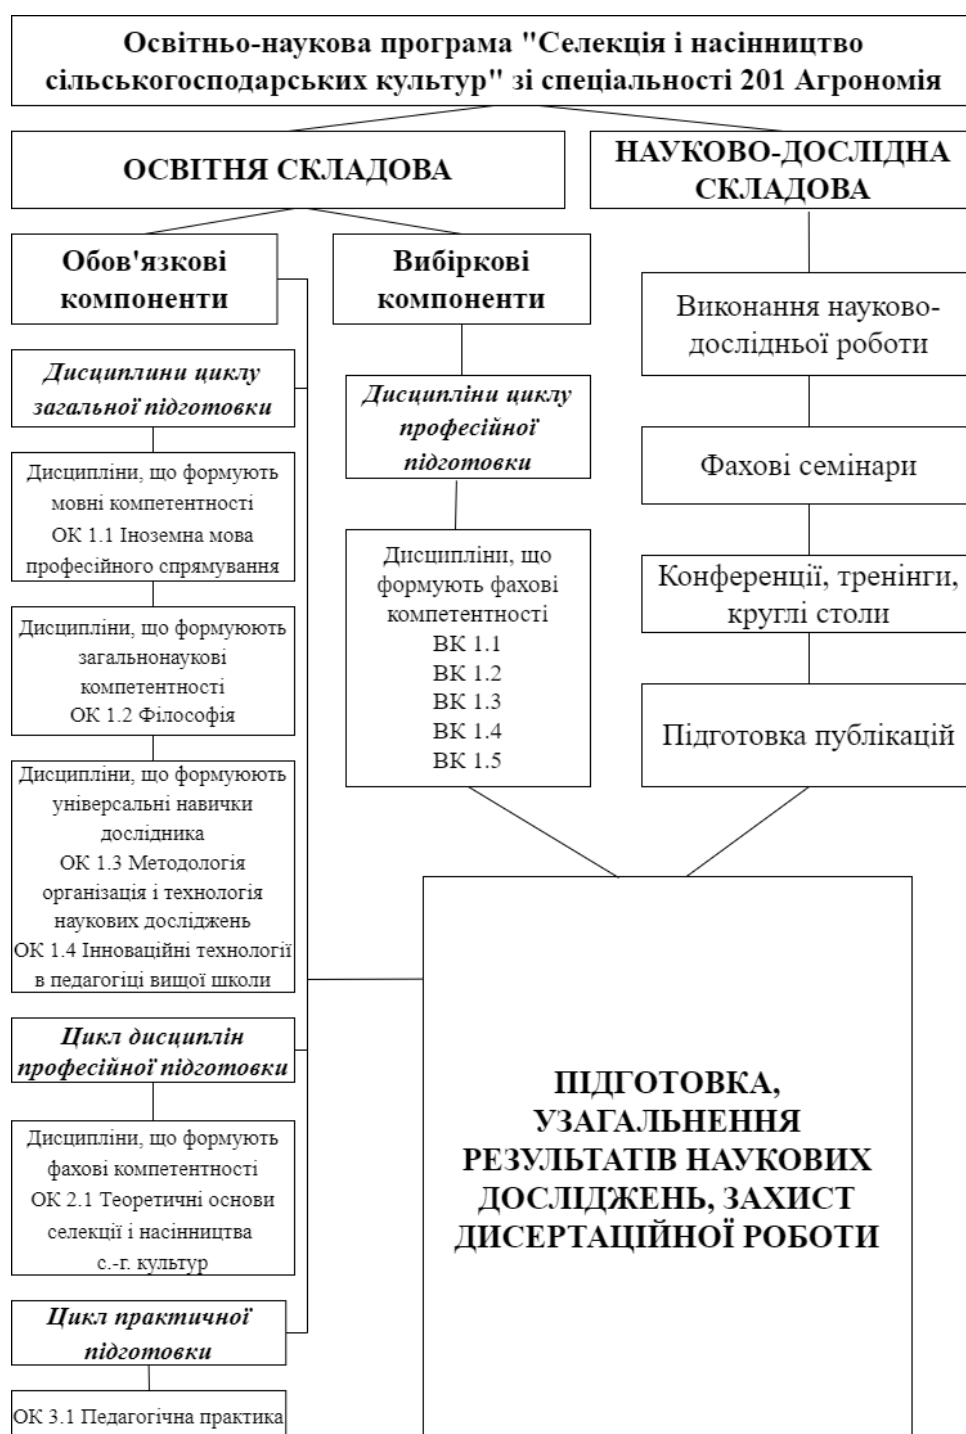 Освітньо-наукова програма "Селекція і насінництво
сільськогосподарських культур" зі спеціальності 201 Агрономія
ОСВІТНЯ СКЛАДОВА
НАУКОВО-ДОСЛІДНА
СКЛАДОВА
Обов'язкові
компоненти
Вибіркові
компоненти
Виконання науково-
дослідньої роботи
Дисциплини циклу
загальної підготовки
Дисципліни циклу
професійної
підготовки
Фахові семінари
Дисципліни, що формують
мовні компетентності
ОК 1.1 Іноземна мова
професійного спрямування
Дисципліни, що
формують фахові
компетентності
ВК 1.1
ВК 1.2
ВК 1.3
ВК 1.4
ВК 1.5
Конференції, тренінги,
круглі столи
Дисципліни, що формуюють
загальнонаукові
компетентності
ОК 1.2 Філософія
Підготовка публікацій
Дисципліни, що формуюють
універсальні навички
дослідника
ОК 1.3 Методологія
організація і технологія
наукових досліджень
ОК 1.4 Інноваційні технології
в педагогіці вищої школи
Цикл дисциплін
професійної підготовки
Дисципліни, що формують
фахові компетентності
ОК 2.1 Теоретичні основи
селекції і насінництва
с.-г. культур
Цикл практичної
підготовки
ОК 3.1 Педагогічна практика
ПІДГОТОВКА,
УЗАГАЛЬНЕННЯ
РЕЗУЛЬТАТІВ НАУКОВИХ
ДОСЛІДЖЕНЬ, ЗАХИСТ
ДИСЕРТАЦІЙНОЇ РОБОТИ